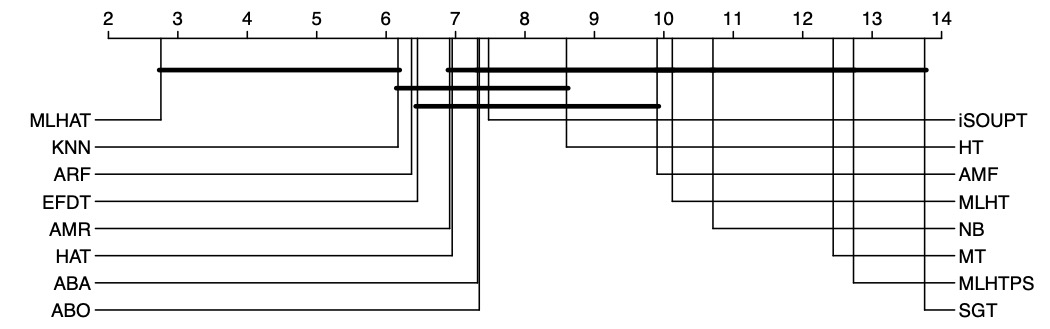 2 3 4 5 6 7 8 9 10 11 12 13 14
MLHAT iSOUPT
KNN HT
ARF AMF
EFDT MLHT
AMR NB
HAT MT
ABA MLHTPS
ABO SGT